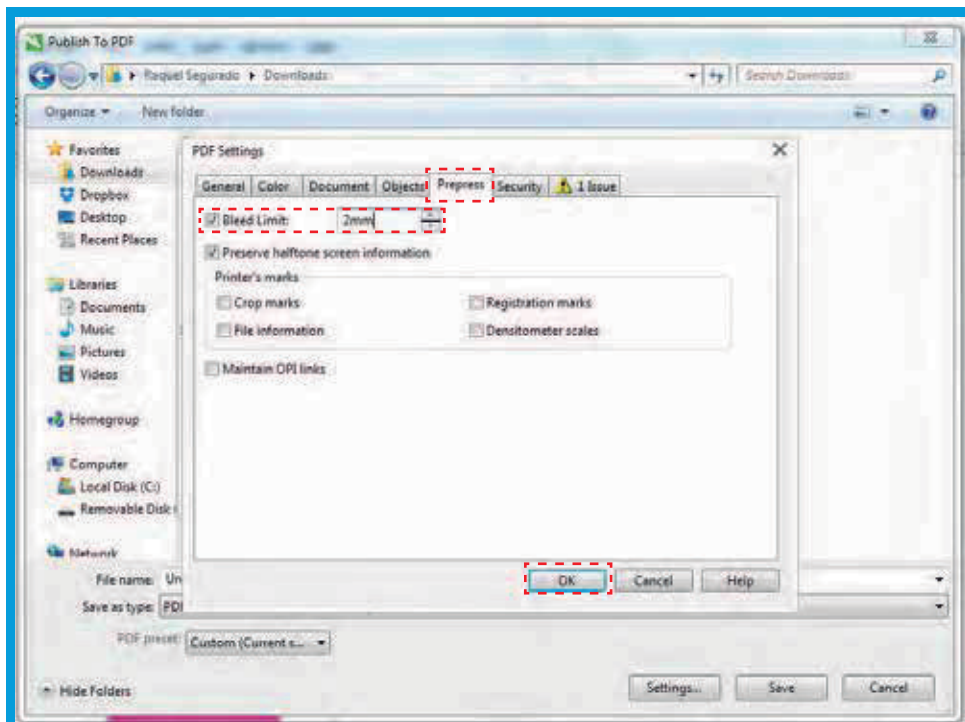 Publish To PDF
Raquel Segurado ▸ Downloads Search Downloads
Organize New folder
Favorites
Downloads
Dropbox
Desktop
Recent Places
Libraries
Documents
Music
Pictures
Videos
Homegroup
Computer
Local Disk (C:)
Removable Disk
Network
PDF Settings
General Color Document Objects Prepress Security 1 Issue
Bleed Limit: 2mm
Preserve halftone screen information
Printer's marks
Crop marks Registration marks
File information Densitometer scales
Maintain OPI links
OK Cancel Help
File name: Un
Save as type: PDF
PDF preset: Custom (Current s...
Hide Folders Settings... Save Cancel